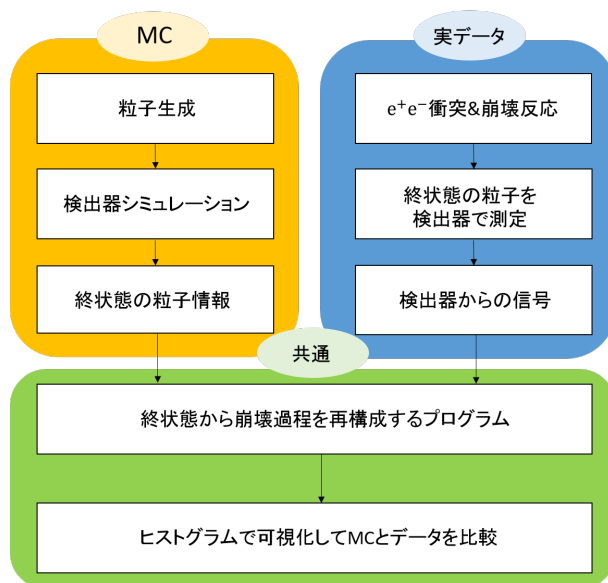 MC
粒子生成
検出器シミュレーション
終状態の粒子情報
実データ
e⁺e⁻衝突&崩壊反応
終状態の粒子を
検出器で測定
検出器からの信号
共通
終状態から崩壊過程を再構成するプログラム
ヒストグラムで可視化してMCとデータを比較